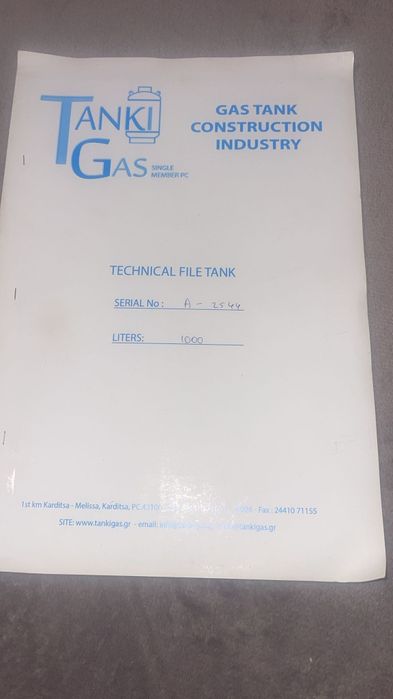 TANKI
GAS SINGLE
MEMBER PC
GAS TANK
CONSTRUCTION
INDUSTRY
TECHNICAL FILE TANK
SERIAL No : A - 2544
LITERS: 1000
1st km Karditsa - Melissa, Karditsa, Fax : 24410 71155
SITE: www.tankigas.gr - email: